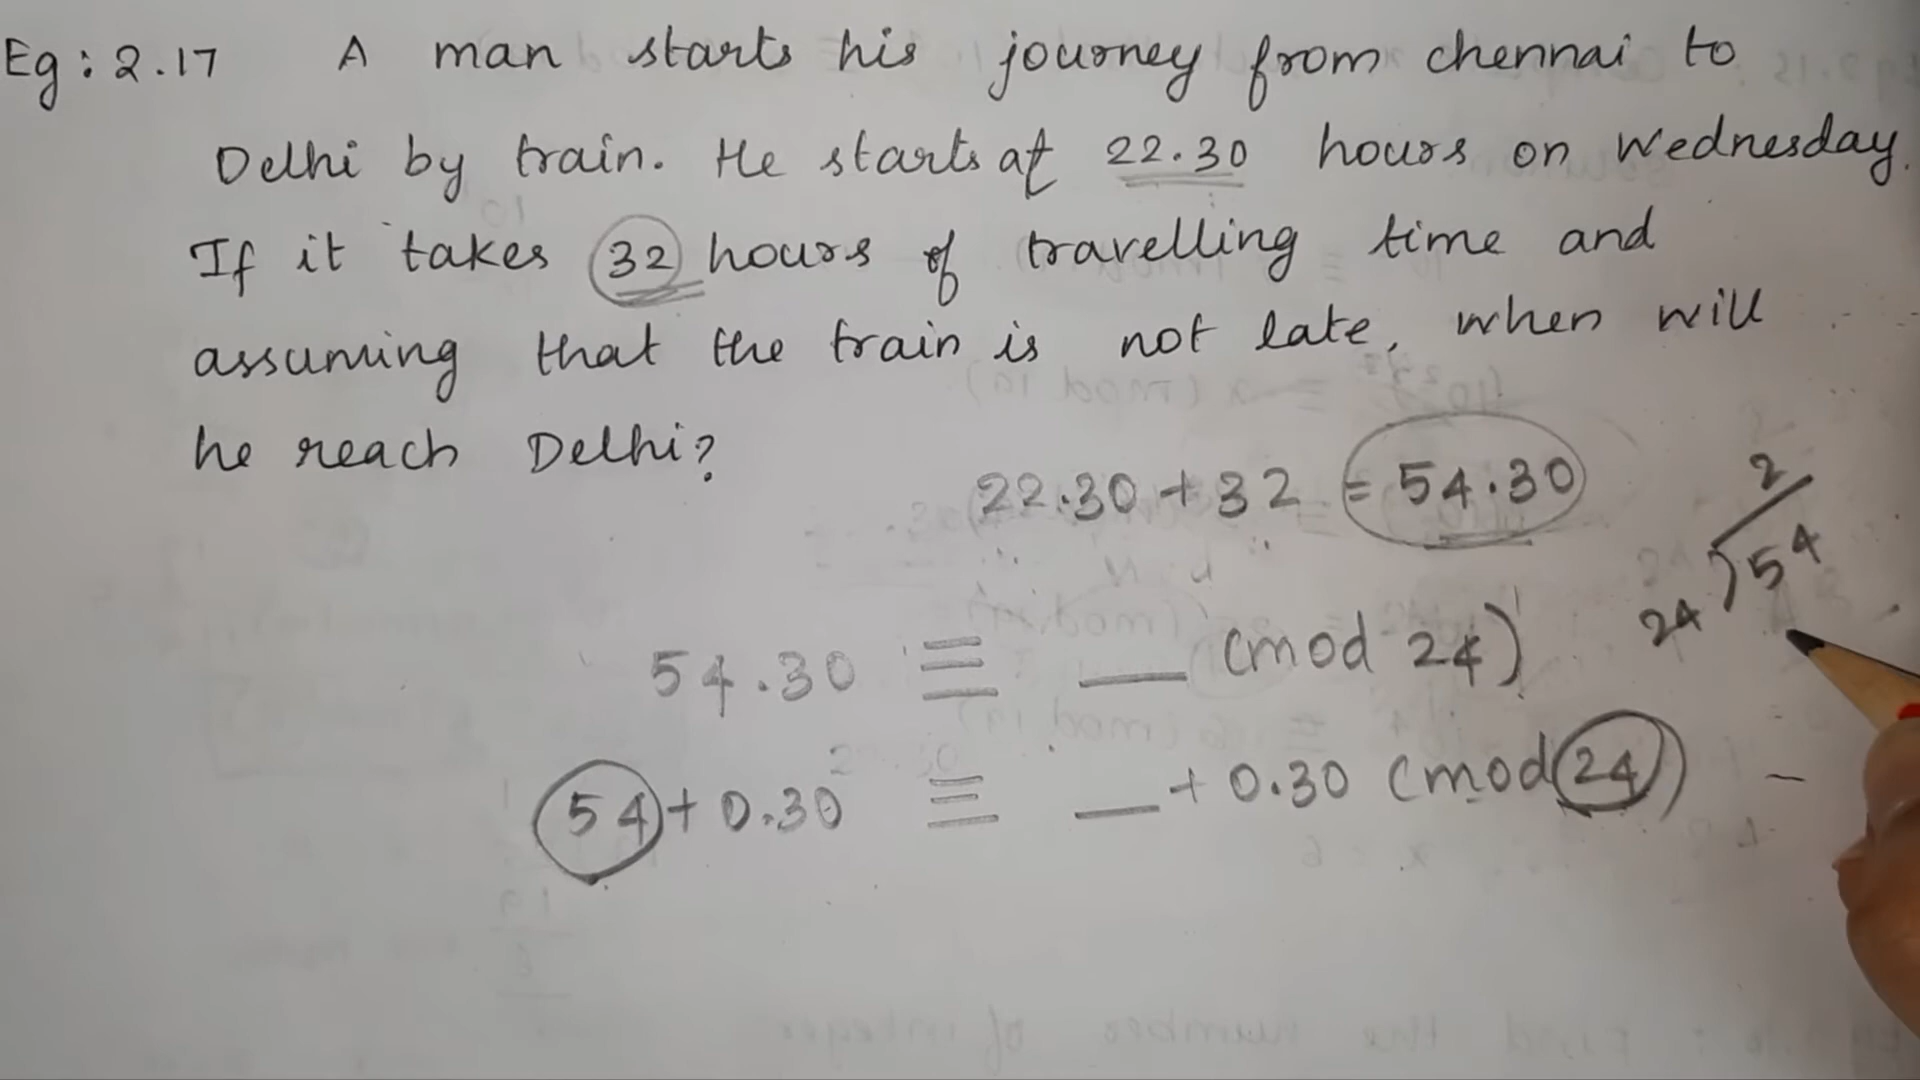 Eg: 2.17 A man starts his journey from chennai to
Delhi by train. He starts at 22.30 hours on Wednesday.
If it takes 32 hours of travelling time and
assuming that the train is not late, when will
he reach Delhi?
22.30 + 32 = 54.30
2
24)54
54.30 ≡ __ (mod 24)
54 + 0.30 ≡ __ + 0.30 (mod 24)